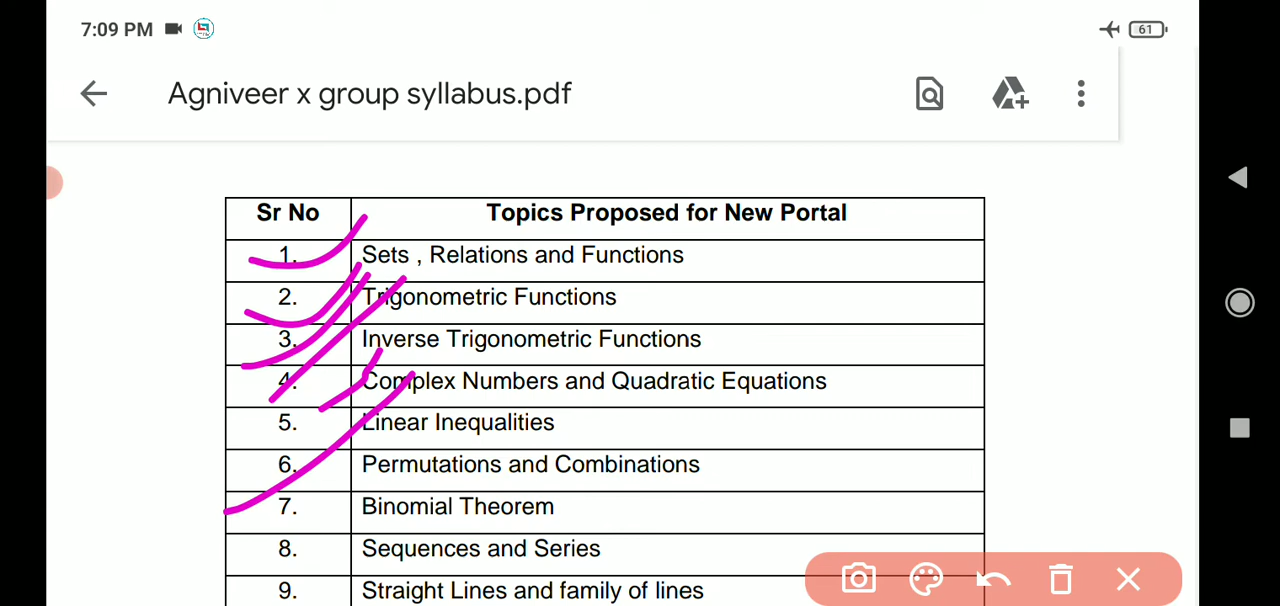 7:09 PM
61
Agniveer x group syllabus.pdf
Sr No Topics Proposed for New Portal
1. Sets , Relations and Functions
2. Trigonometric Functions
3. Inverse Trigonometric Functions
4. Complex Numbers and Quadratic Equations
5. Linear Inequalities
6. Permutations and Combinations
7. Binomial Theorem
8. Sequences and Series
9. Straight Lines and family of lines